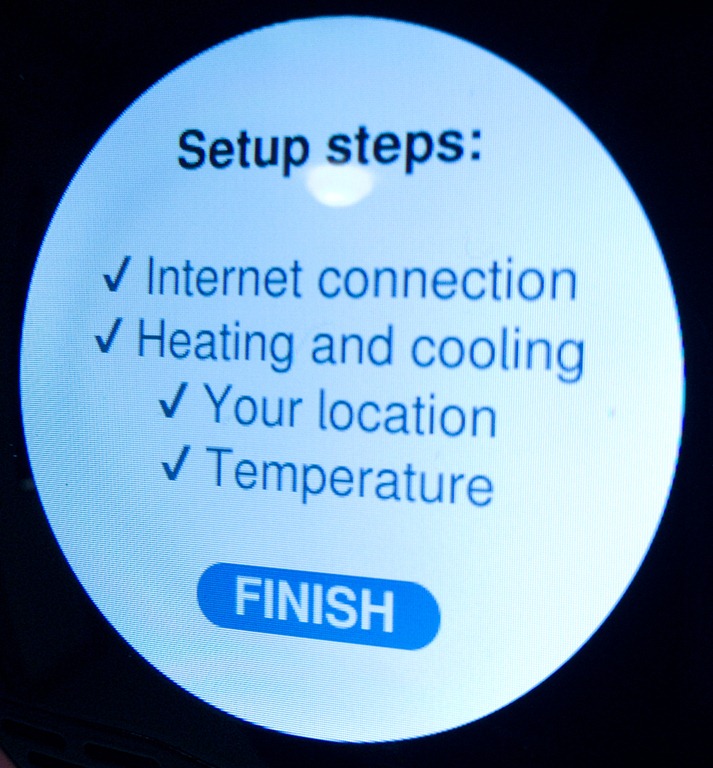 Setup steps:
✓ Internet connection
✓ Heating and cooling
✓ Your location
✓ Temperature
FINISH